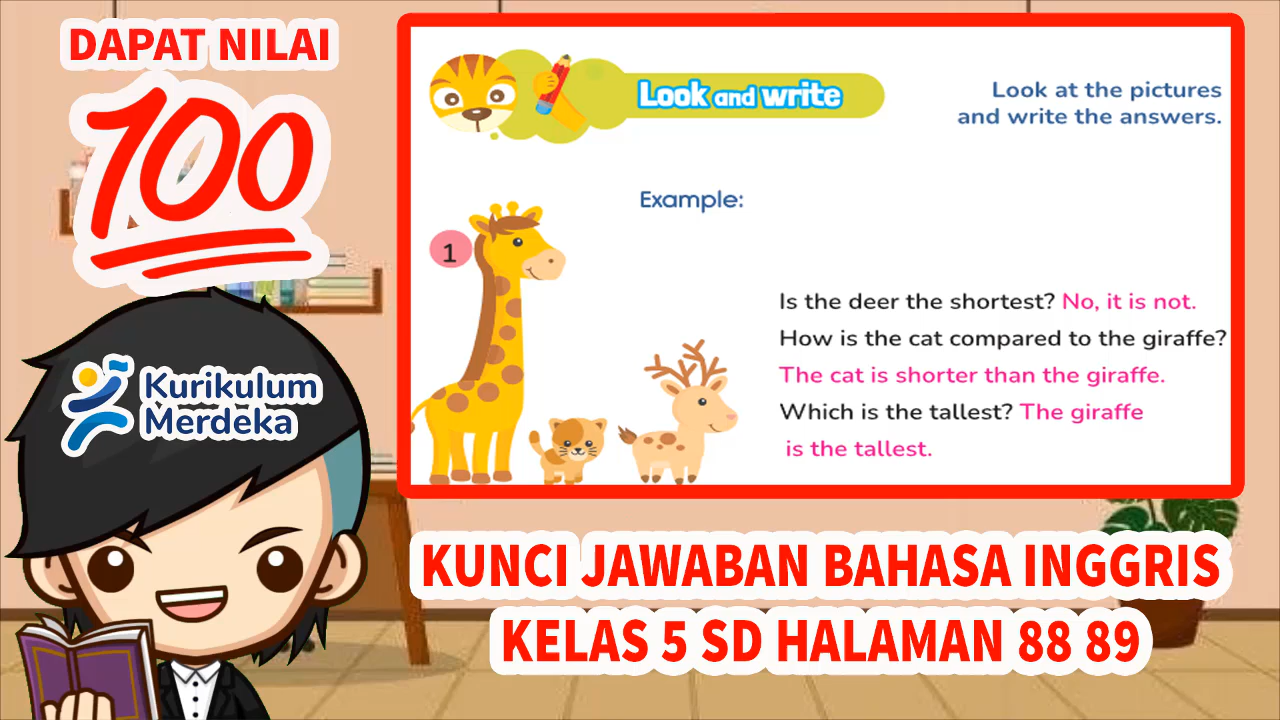 DAPAT NILAI
100
Kurikulum
Merdeka
Look and write
Look at the pictures
and write the answers.
Example:
1
Is the deer the shortest? No, it is not.
How is the cat compared to the giraffe?
The cat is shorter than the giraffe.
Which is the tallest? The giraffe
is the tallest.
KUNCI JAWABAN BAHASA INGGRIS
KELAS 5 SD HALAMAN 88 89